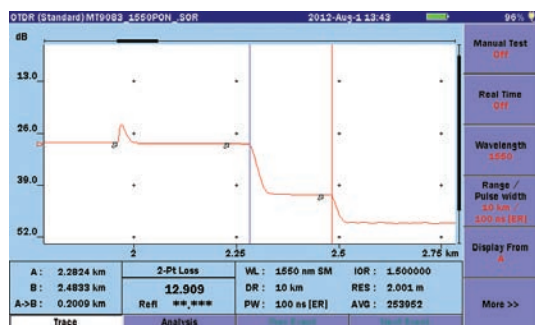 OTDR (Standard) MT9083_1550PON_.SOR 2012-Aug-1 13:43 96%
dB
13.0
26.0
39.0
52.0
2 2.25 2.5 2.75 km
Manual Test
Off
Real Time
Off
Wavelength
1550
Range /
Pulse width
10 km /
100 ns [ER]
Display From
A
More >>
A: 2.2824 km
B: 2.4833 km
A->B: 0.2009 km
2-Pt Loss
12.909
Refl **.***
WL: 1550 nm SM IOR: 1.500000
DR: 10 km RES: 2.001 m
PW: 100 ns [ER] AVG: 253952
Trace Analysis